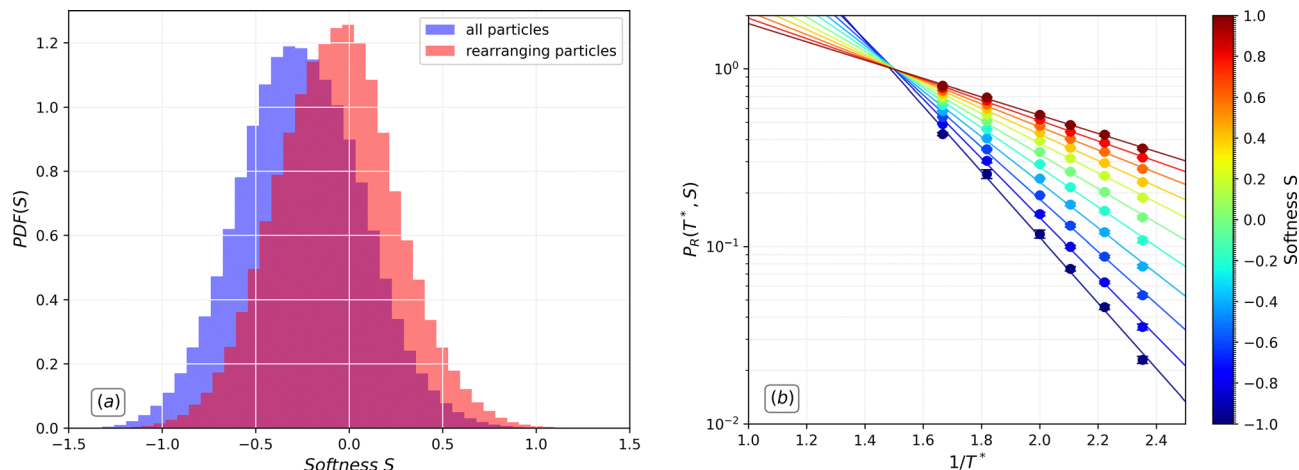 all particles
rearranging particles
1.2
1.0
0.8
0.6
0.4
0.2
0.0
PDF(S)
(a)
−1.5 −1.0 −0.5 0.0 0.5 1.0 1.5
Softness S
10⁰
10⁻¹
10⁻²
P_R(T*, S)
(b)
1.0 1.2 1.4 1.6 1.8 2.0 2.2 2.4
1/T*
1.0
0.8
0.6
0.4
0.2
0.0
−0.2
−0.4
−0.6
−0.8
−1.0
Softness S